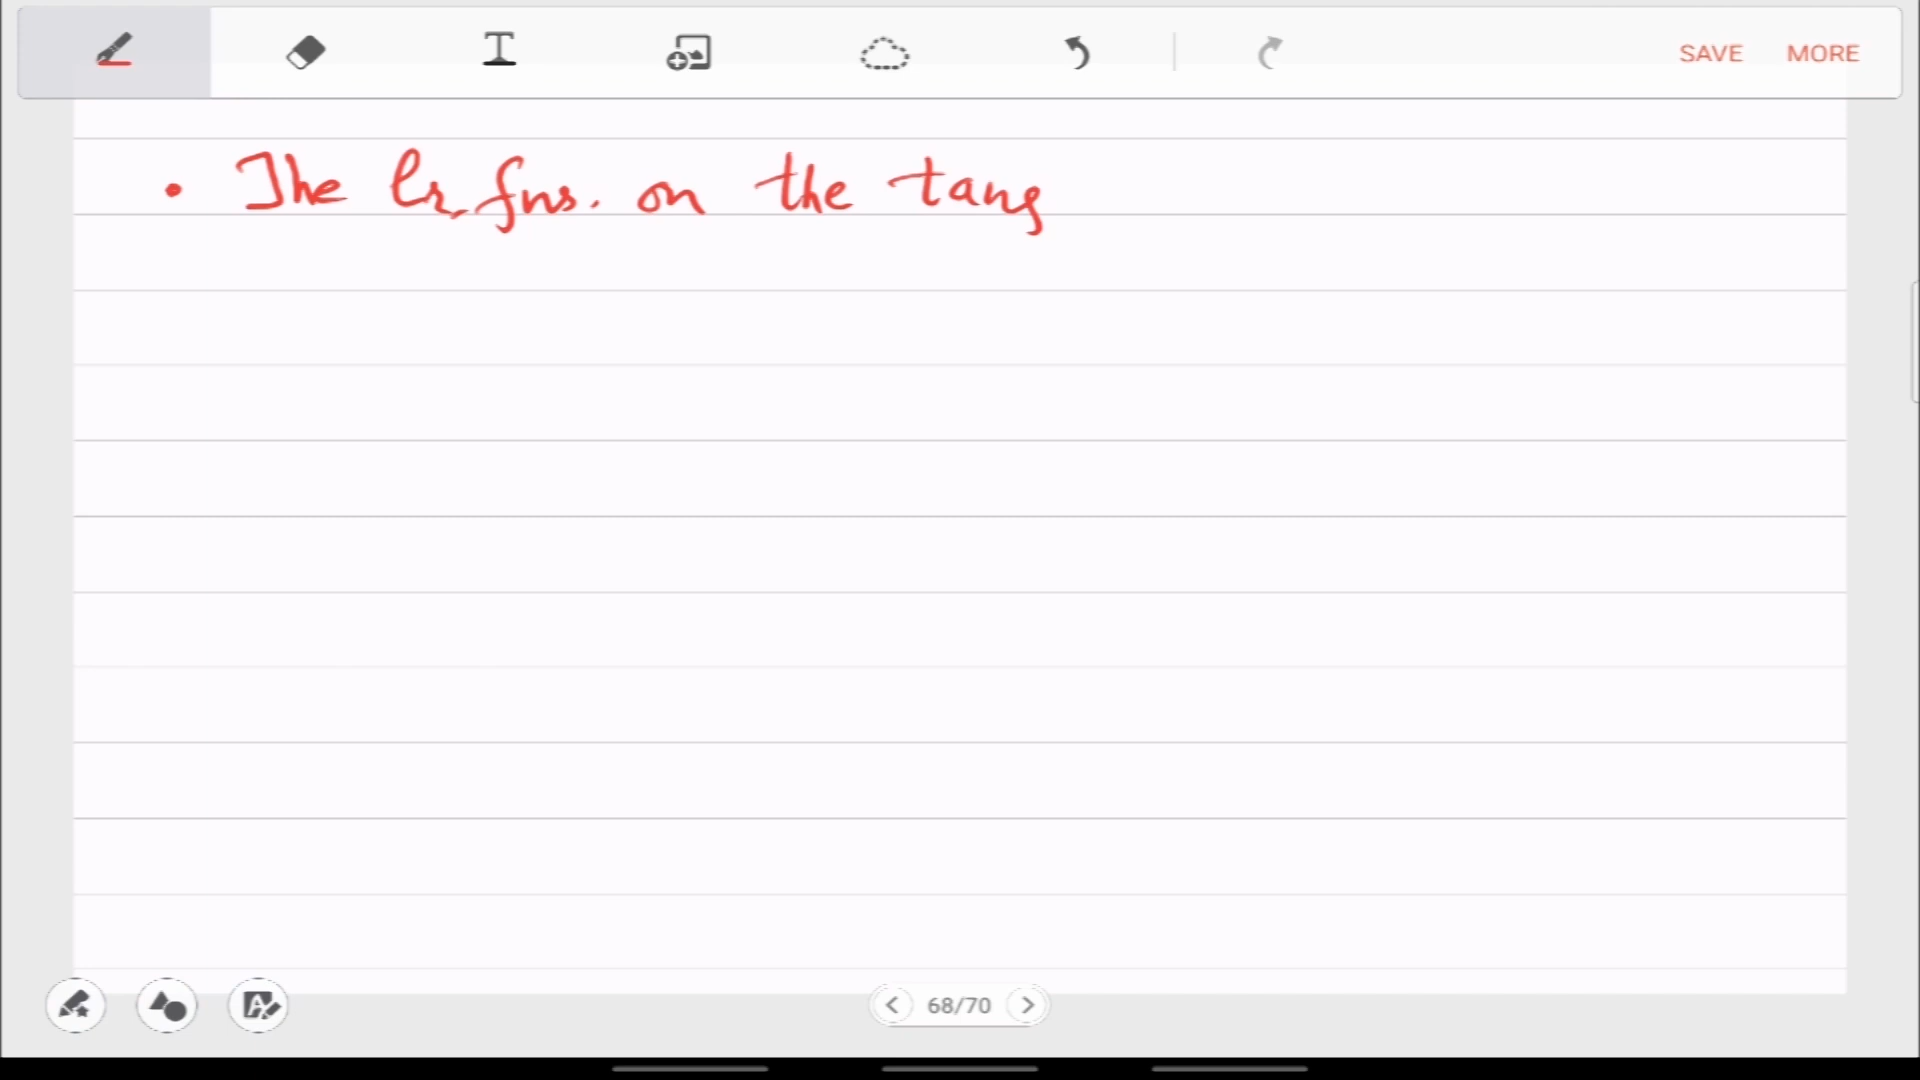 SAVE MORE
• The lr. fns. on the tang
68/70